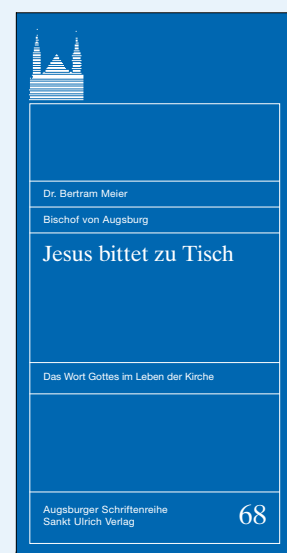 Dr. Bertram Meier
Bischof von Augsburg
Jesus bittet zu Tisch
Das Wort Gottes im Leben der Kirche
Augsburger Schriftenreihe
Sankt Ulrich Verlag
68